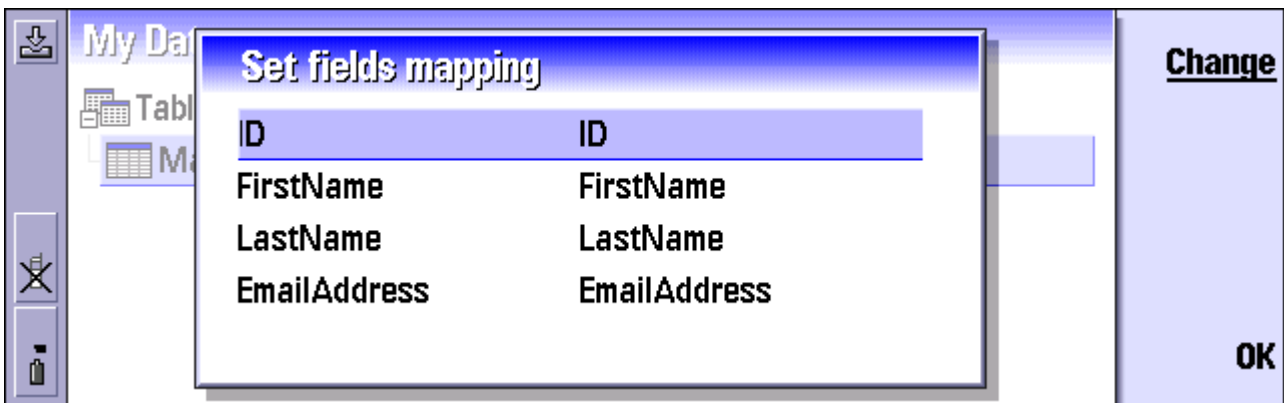 My Da
Change
Set fields mapping
Tabl
ID ID
Ma
FirstName FirstName
LastName LastName
EmailAddress EmailAddress
OK